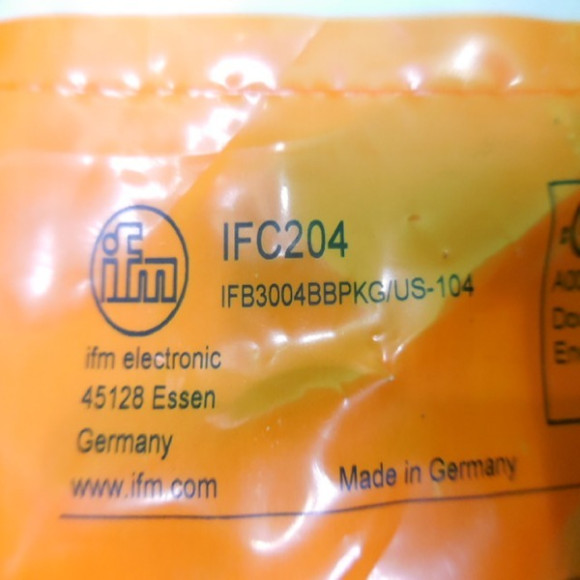 ifm
IFC204
IFB3004BBPKG/US-104
ifm electronic
45128 Essen
Germany
www.ifm.com
Made in Germany